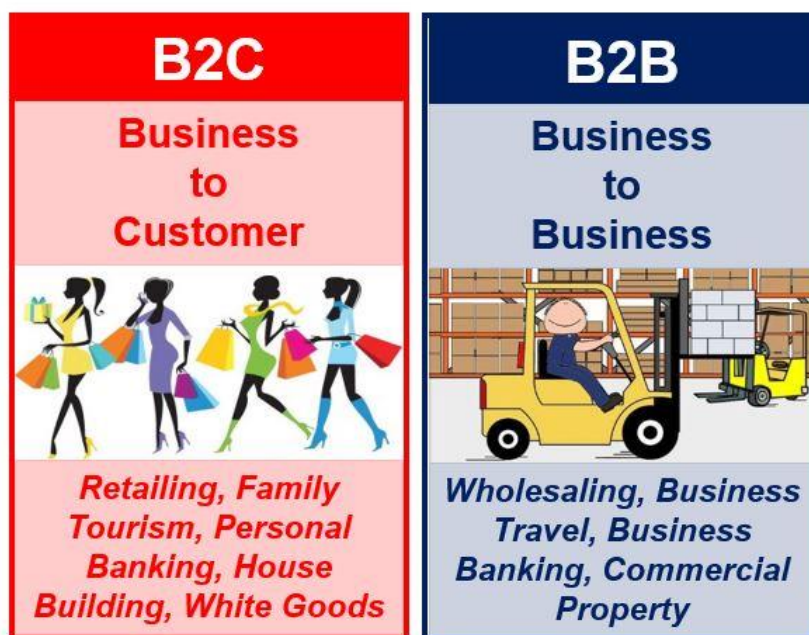 B2C
Business
to
Customer
Retailing, Family
Tourism, Personal
Banking, House
Building, White Goods
B2B
Business
to
Business
Wholesaling, Business
Travel, Business
Banking, Commercial
Property